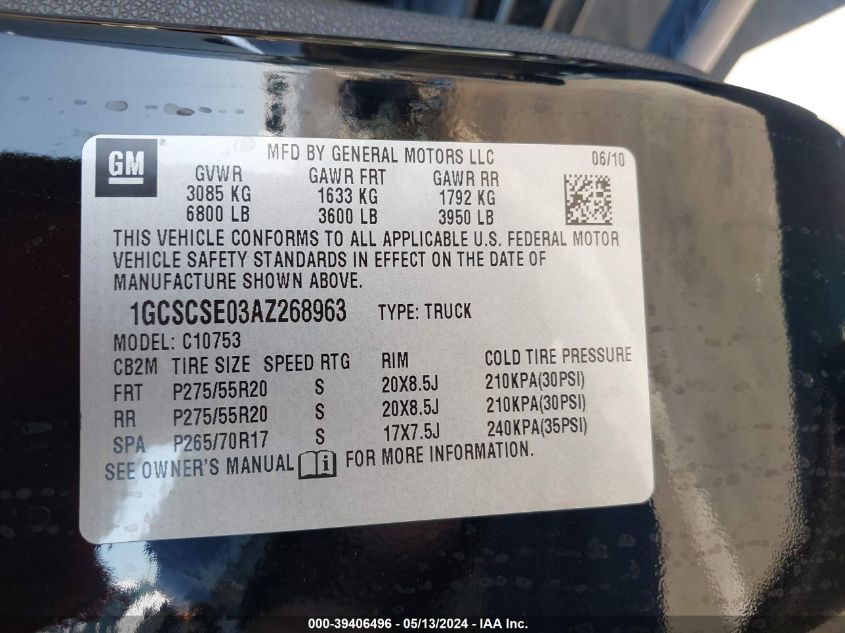 GM
MFD BY GENERAL MOTORS LLC 06/10
GVWR GAWR FRT GAWR RR
3085 KG 1633 KG 1792 KG
6800 LB 3600 LB 3950 LB
THIS VEHICLE CONFORMS TO ALL APPLICABLE U.S. FEDERAL MOTOR
VEHICLE SAFETY STANDARDS IN EFFECT ON THE DATE OF
MANUFACTURE SHOWN ABOVE.
1GCSCSE03AZ268963 TYPE: TRUCK
MODEL: C10753
CB2M TIRE SIZE SPEED RTG RIM COLD TIRE PRESSURE
FRT P275/55R20 S 20X8.5J 210KPA(30PSI)
RR P275/55R20 S 20X8.5J 210KPA(30PSI)
SPA P265/70R17 S 17X7.5J 240KPA(35PSI)
SEE OWNER'S MANUAL i FOR MORE INFORMATION.
000-39406496 - 05/13/2024 - IAA Inc.